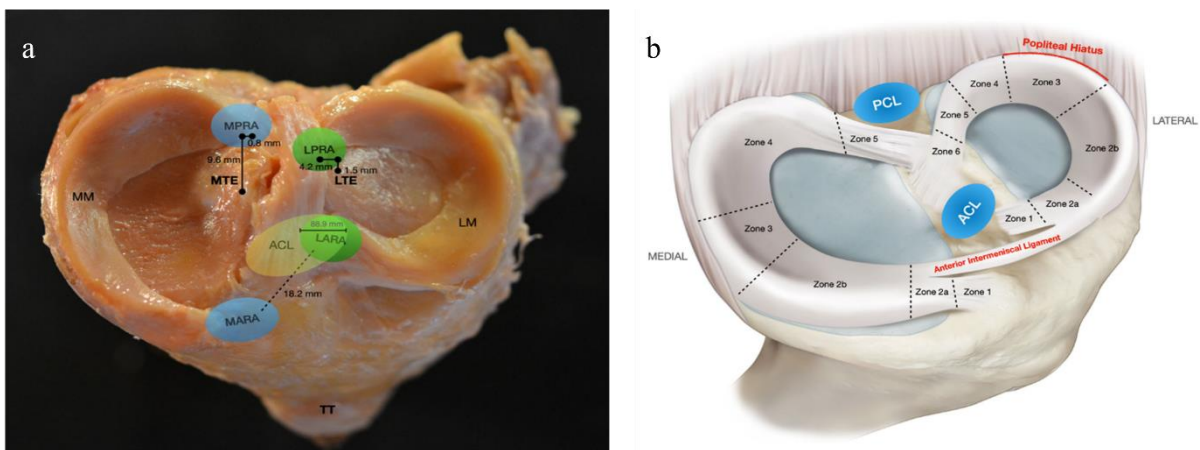 a
MPRA
0.8 mm
9.6 mm
MTE
LPRA
4.2 mm
1.5 mm
LTE
MM
LM
88.9 mm
ACL
LARA
18.2 mm
MARA
TT
b
Popliteal Hiatus
PCL
Zone 4
Zone 3
LATERAL
Zone 5
Zone 5
Zone 4
Zone 6
Zone 2b
ACL
Zone 2a
Zone 1
Zone 3
MEDIAL
Anterior Intermeniscal Ligament
Zone 2b
Zone 2a
Zone 1